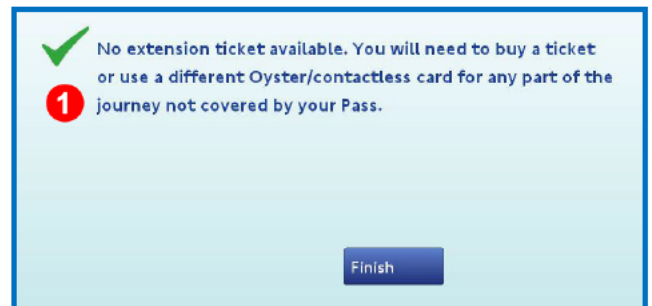 No extension ticket available. You will need to buy a ticket
or use a different Oyster/contactless card for any part of the
1 journey not covered by your Pass.
Finish